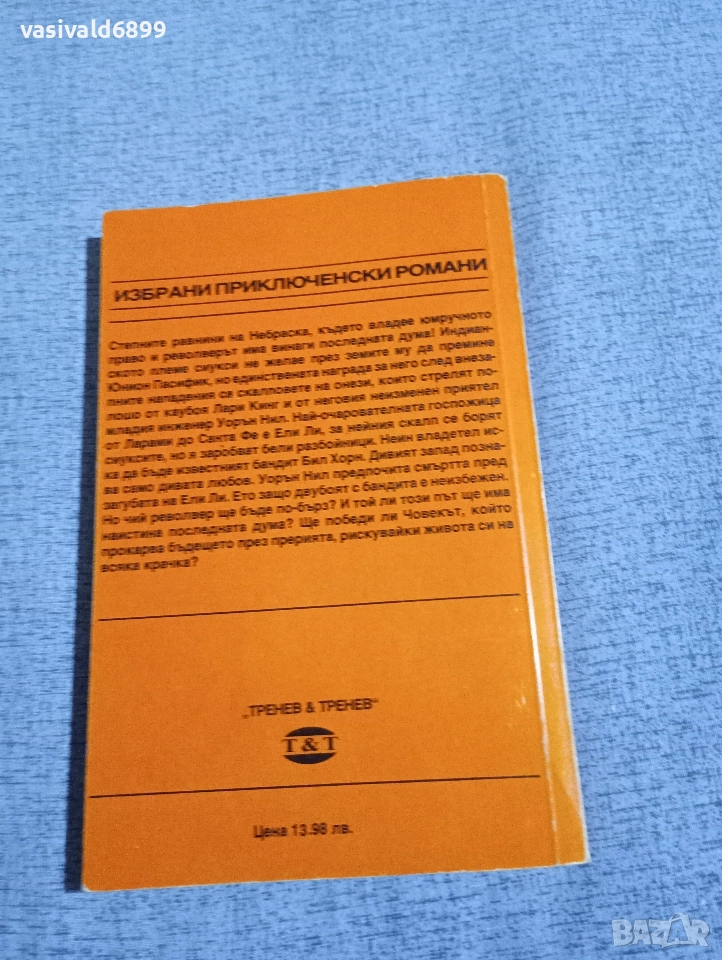 vasivald6899
ИЗБРАНИ ПРИКЛЮЧЕНСКИ РОМАНИ
Степните равнини на Небраска, където владее юмручното
право и револверът има винаги последната дума! Индиан-
ското племе сиукси не желае през земите му да премине
Юнион Пасифик, но единствената награда за него след внеза-
пните нападения са скалповете на онези, които стрелят по-
лошо от каубоя Лари Кинг и от неговия неизменен приятел
младия инженер Уорън Нил. Най-очарователната госпожица
от Ларами до Санта Фе е Ели Ли, за нейния скалп се борят
сиуксите, но я заробват бели разбойници. Неин владетел ис-
ка да бъде известният бандит Бил Хорн. Дивият запад позна-
ва само дивата любов. Уорън Нил предпочита смъртта пред
загубата на Ели Ли. Ето защо двубоят с бандита е неизбежен.
Но чий револвер ще бъде по-бърз? И той ли този път ще има
наистина последната дума? Ще победи ли Човекът, който
прокарва бъдещето през прерията, рискувайки живота си на
всяка крачка?
„ТРЕНЕВ & ТРЕНЕВ“
T & T
Цена 13.98 лв.
BAZAR